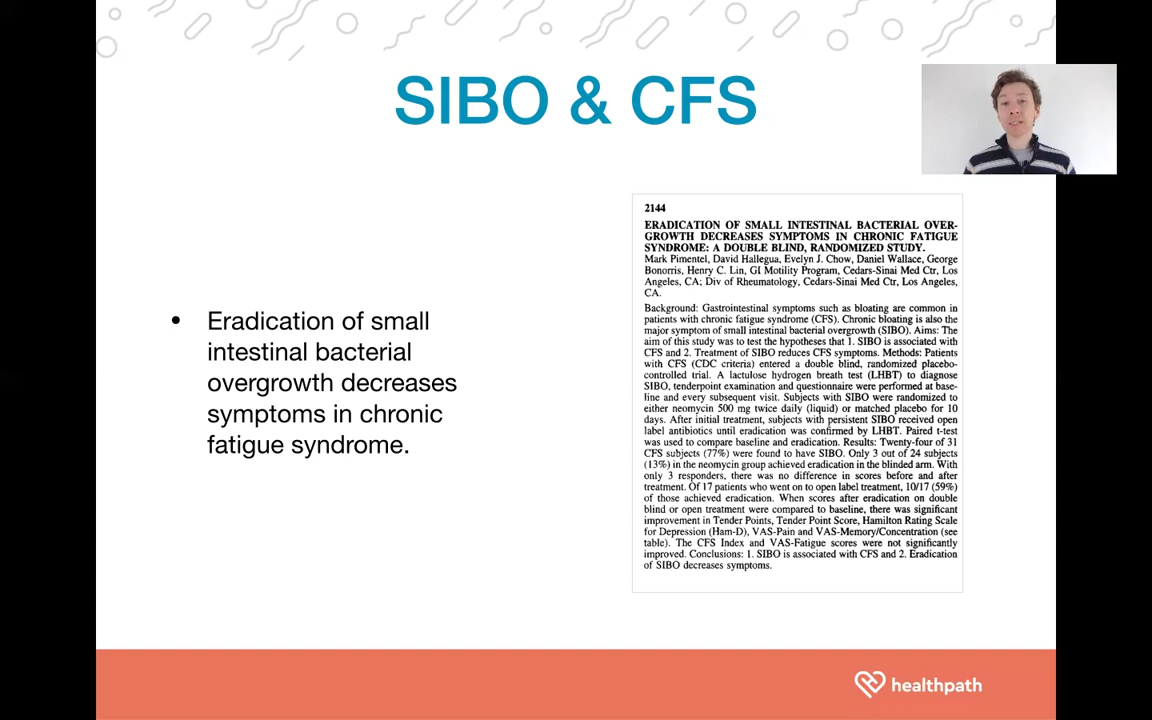 SIBO & CFS
• Eradication of small
intestinal bacterial
overgrowth decreases
symptoms in chronic
fatigue syndrome.
2144
ERADICATION OF SMALL INTESTINAL BACTERIAL OVER-
GROWTH DECREASES SYMPTOMS IN CHRONIC FATIGUE
SYNDROME: A DOUBLE BLIND, RANDOMIZED STUDY.
Mark Pimentel, David Hallegua, Evelyn J. Chow, Daniel Wallace, George
Bonorris, Henry C. Lin, GI Motility Program, Cedars-Sinai Med Ctr, Los
Angeles, CA; Div of Rheumatology, Cedars-Sinai Med Ctr, Los Angeles,
CA.
Background: Gastrointestinal symptoms such as bloating are common in
patients with chronic fatigue syndrome (CFS). Chronic bloating is also the
major symptom of small intestinal bacterial overgrowth (SIBO). Aims: The
aim of this study was to test the hypotheses that 1. SIBO is associated with
CFS and 2. Treatment of SIBO reduces CFS symptoms. Methods: Patients
with CFS (CDC criteria) entered a double blind, randomized placebo-
controlled trial. A lactulose hydrogen breath test (LHBT) to diagnose
SIBO, tenderpoint examination and questionnaire were performed at base-
line and every subsequent visit. Subjects with SIBO were randomized to
either neomycin 500 mg twice daily (liquid) or matched placebo for 10
days. After initial treatment, subjects with persistent SIBO received open
label antibiotics until eradication was confirmed by LHBT. Paired t-test
was used to compare baseline and eradication. Results: Twenty-four of 31
CFS subjects (77%) were found to have SIBO. Only 3 out of 24 subjects
(13%) in the neomycin group achieved eradication in the blinded arm. With
only 3 responders, there was no difference in scores before and after
treatment. Of 17 patients who went on to open label treatment, 10/17 (59%)
of those achieved eradication. When scores after eradication on double
blind or open treatment were compared to baseline, there was significant
improvement in Tender Points, Tender Point Score, Hamilton Rating Scale
for Depression (Ham-D), VAS-Pain and VAS-Memory/Concentration (see
table). The CFS Index and VAS-Fatigue scores were not significantly
improved. Conclusions: 1. SIBO is associated with CFS and 2. Eradication
of SIBO decreases symptoms.
healthpath